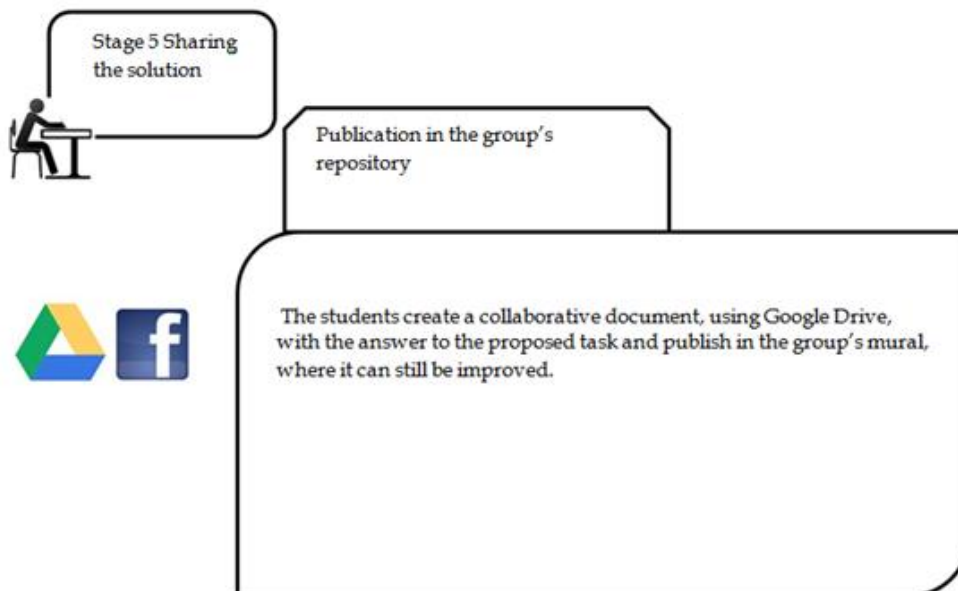 Stage 5 Sharing
the solution
Publication in the group's
repository
The students create a collaborative document, using Google Drive,
with the answer to the proposed task and publish in the group's mural,
where it can still be improved.
f